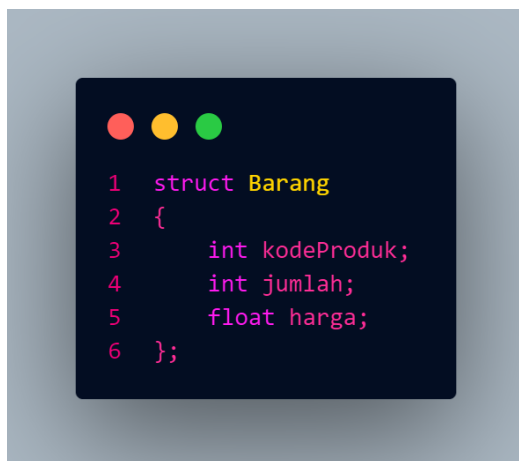 1 struct Barang
2 {
3     int kodeProduk;
4     int jumlah;
5     float harga;
6 };